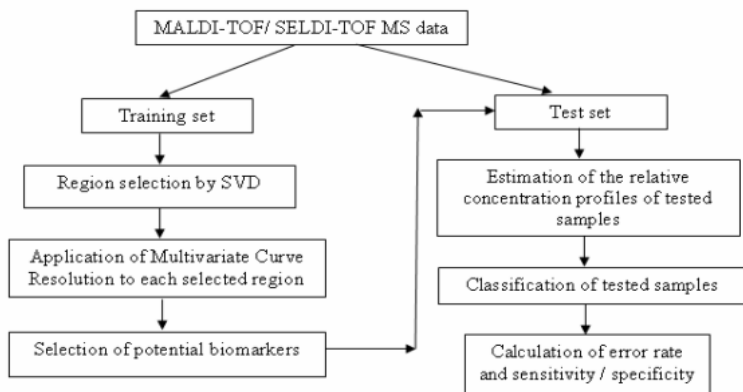 MALDI-TOF/ SELDI-TOF MS data
Training set
Region selection by SVD
Application of Multivariate Curve
Resolution to each selected region
Selection of potential biomarkers
Test set
Estimation of the relative
concentration profiles of tested
samples
Classification of tested samples
Calculation of error rate
and sensitivity / specificity